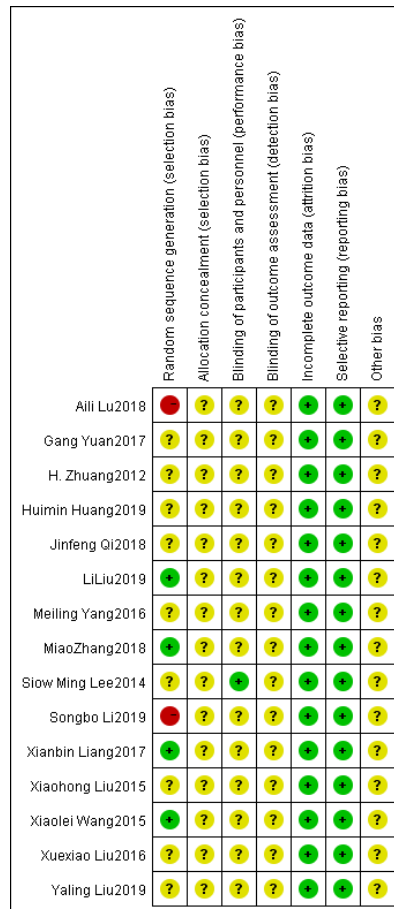 Random sequence generation (selection bias)
Allocation concealment (selection bias)
Blinding of participants and personnel (performance bias)
Blinding of outcome assessment (detection bias)
Incomplete outcome data (attrition bias)
Selective reporting (reporting bias)
Other bias
Aili Lu2018 - ? ? ? + + ?
Gang Yuan2017 ? ? ? ? + + ?
H. Zhuang2012 ? ? ? ? + + ?
Huimin Huang2019 ? ? ? ? + + ?
Jinfeng Qi2018 ? ? ? ? + + ?
LiLiu2019 + ? ? ? + + ?
Meiling Yang2016 ? ? ? ? + + ?
MiaoZhang2018 + ? ? ? + + ?
Siow Ming Lee2014 ? ? + ? + + ?
Songbo Li2019 - ? ? ? + + ?
Xianbin Liang2017 + ? ? ? + + ?
Xiaohong Liu2015 ? ? ? ? + + ?
Xiaolei Wang2015 + ? ? ? + + ?
Xuexiao Liu2016 ? ? ? ? + + ?
Yaling Liu2019 ? ? ? ? + + ?